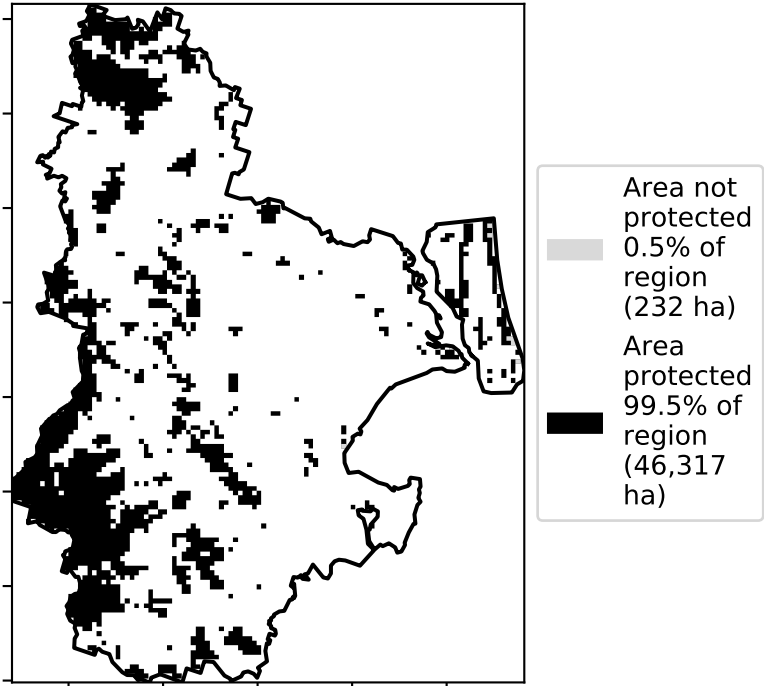 Area not
protected
0.5% of
region
(232 ha)
Area
protected
99.5% of
region
(46,317
ha)